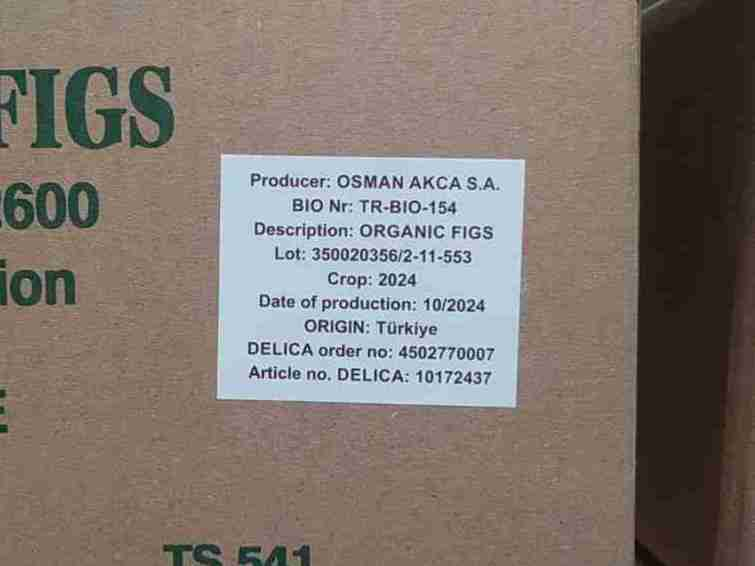 FIGS
2600
ion
E
TS 541
Producer: OSMAN AKCA S.A.
BIO Nr: TR-BIO-154
Description: ORGANIC FIGS
Lot: 350020356/2-11-553
Crop: 2024
Date of production: 10/2024
ORIGIN: Türkiye
DELICA order no: 4502770007
Article no. DELICA: 10172437